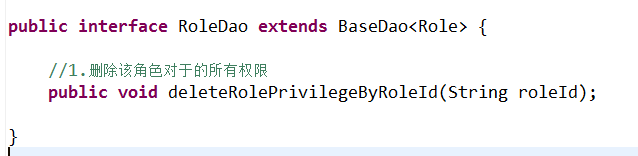 public interface RoleDao extends BaseDao<Role> {
//1.删除该角色对于的所有权限
public void deleteRolePrivilegeByRoleId(String roleId);
}